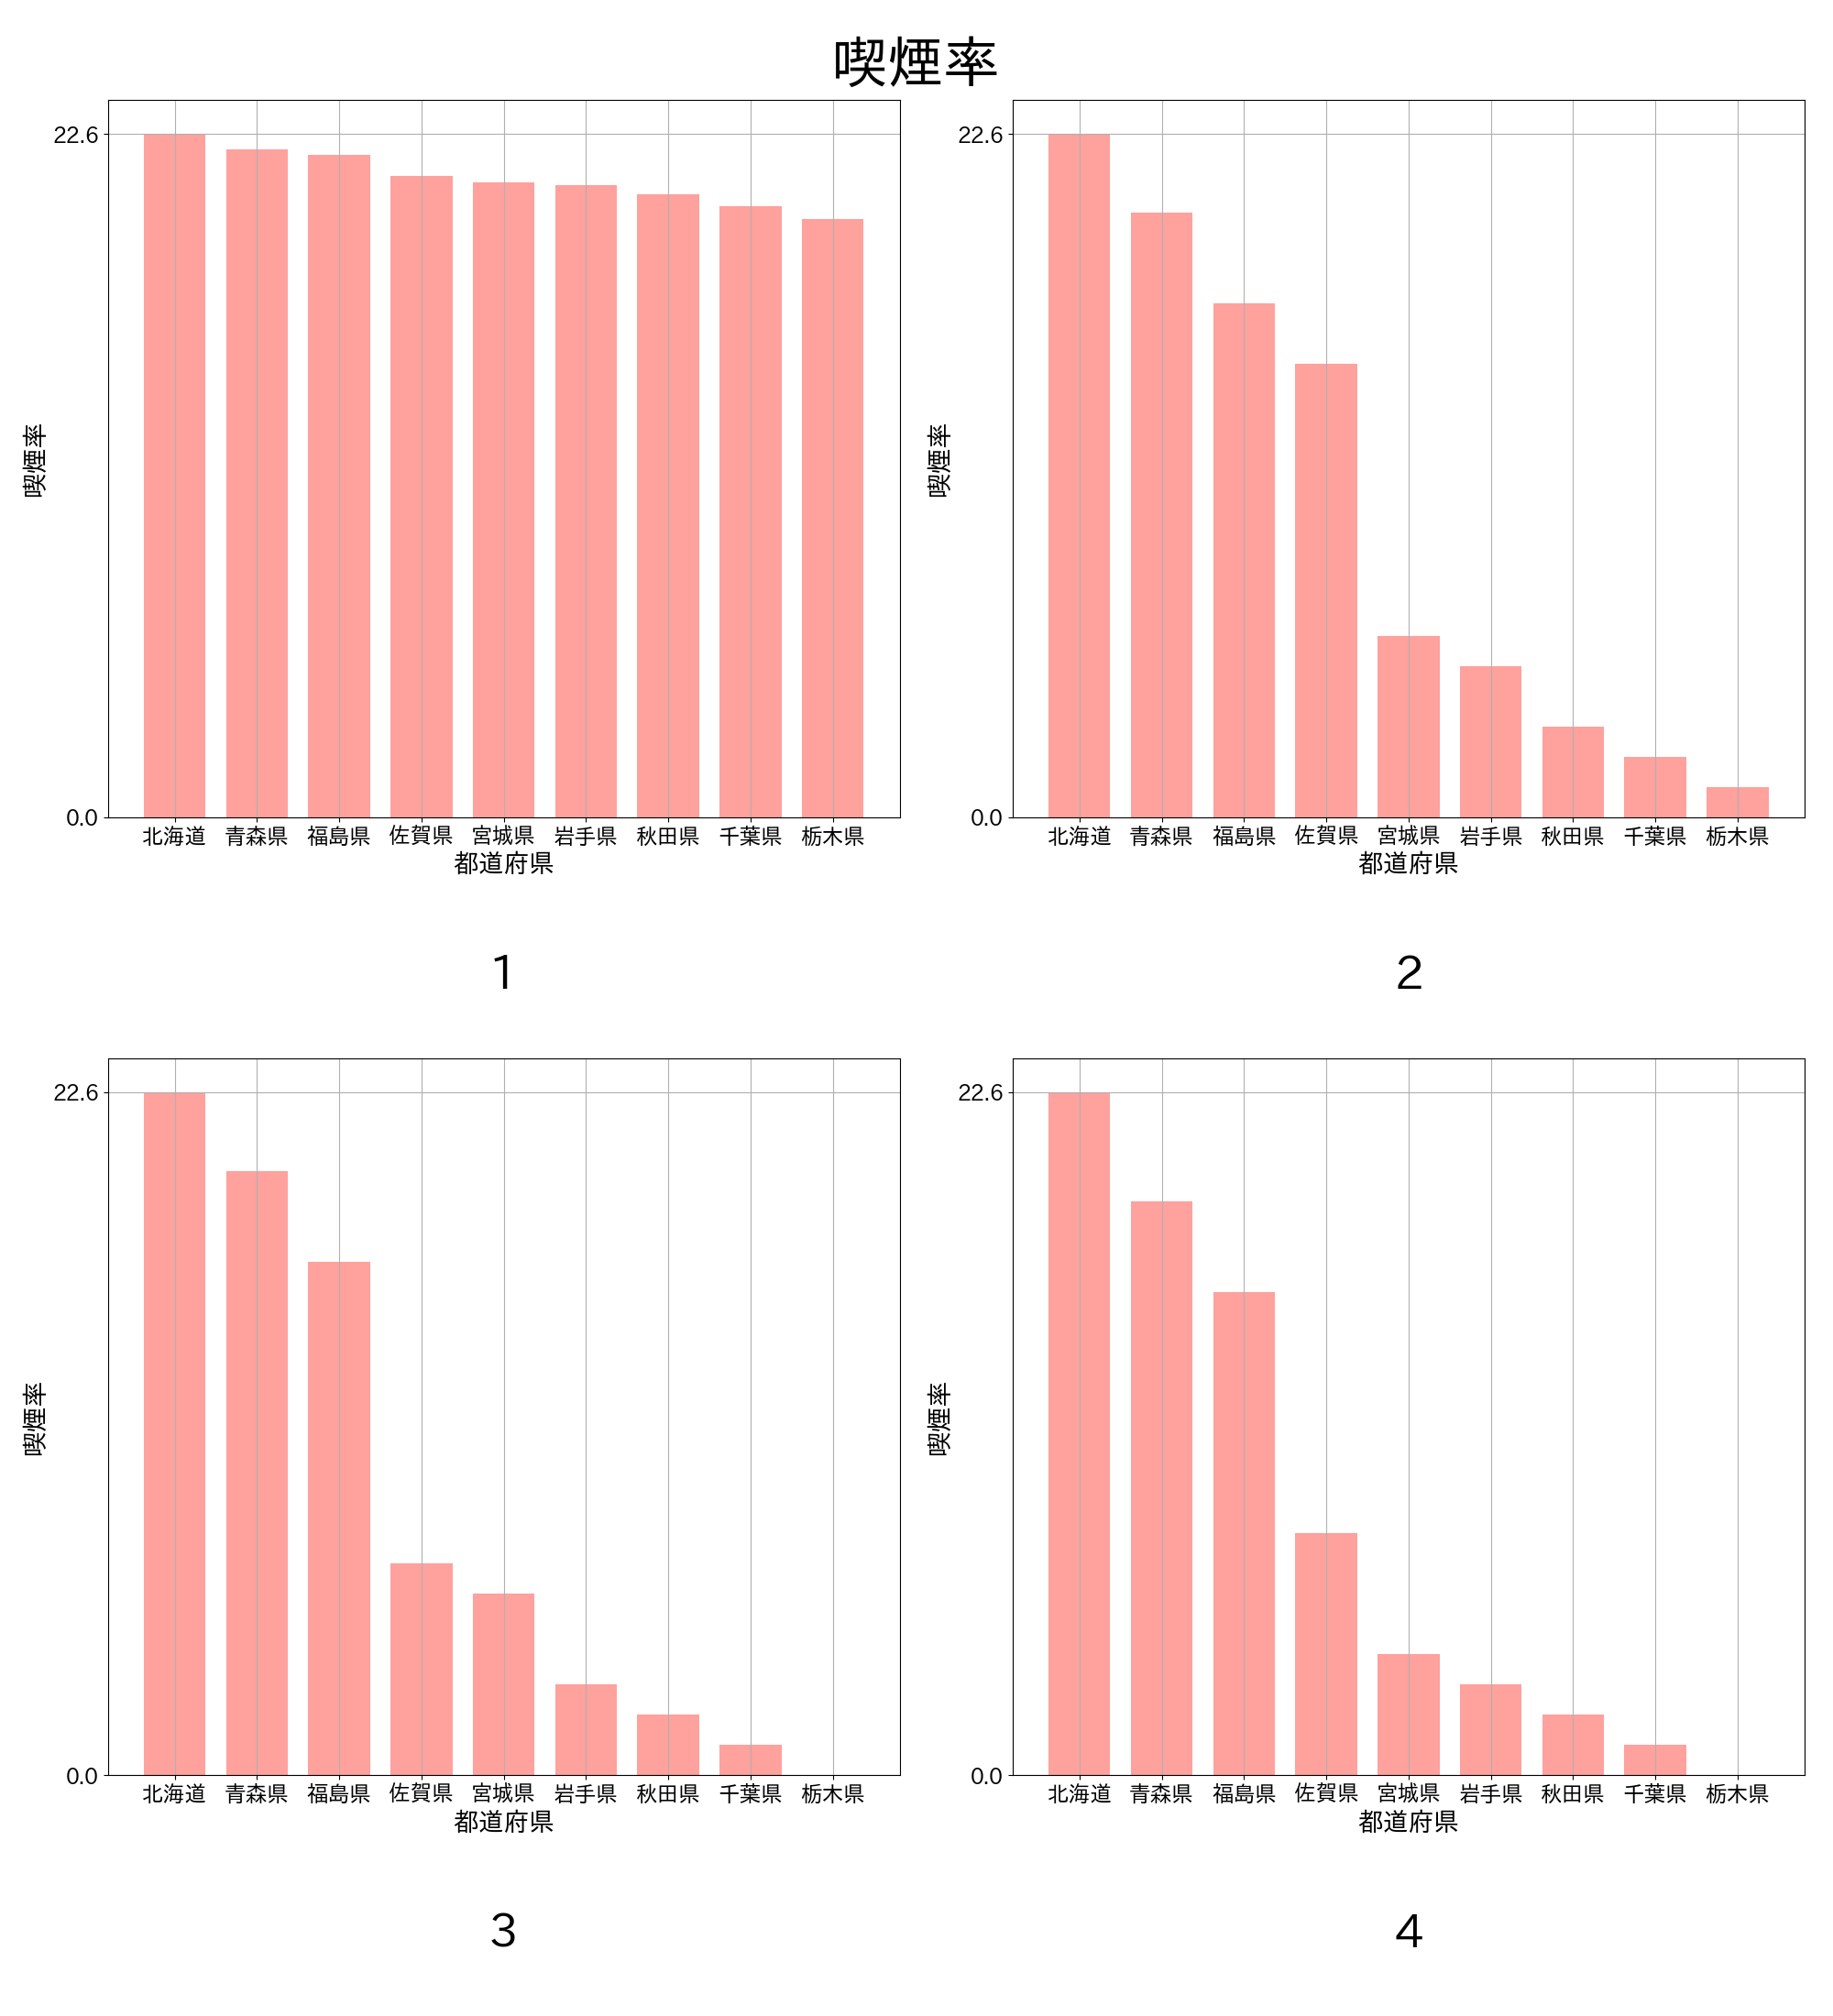 喫煙率
22.6
喫煙率
0.0
北海道 青森県 福島県 佐賀県 宮城県 岩手県 秋田県 千葉県 栃木県
都道府県
1
22.6
喫煙率
0.0
北海道 青森県 福島県 佐賀県 宮城県 岩手県 秋田県 千葉県 栃木県
都道府県
2
22.6
喫煙率
0.0
北海道 青森県 福島県 佐賀県 宮城県 岩手県 秋田県 千葉県 栃木県
都道府県
3
22.6
喫煙率
0.0
北海道 青森県 福島県 佐賀県 宮城県 岩手県 秋田県 千葉県 栃木県
都道府県
4